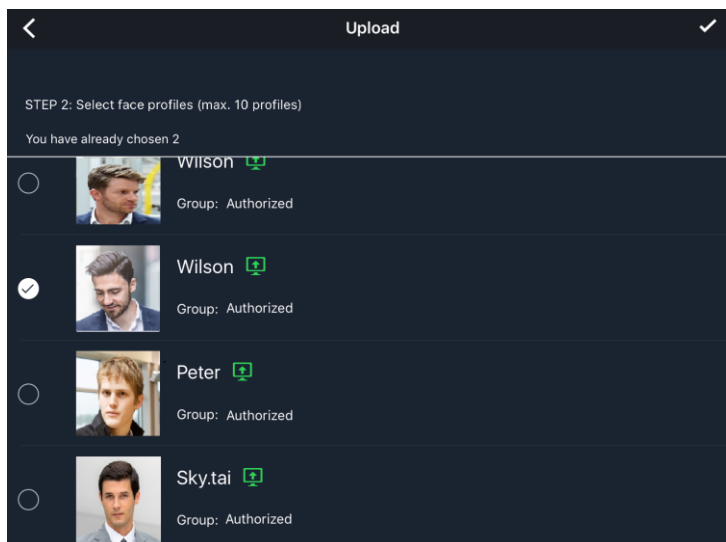 Upload
STEP 2: Select face profiles (max. 10 profiles)
You have already chosen 2
Wilson
Group: Authorized
Wilson
Group: Authorized
Peter
Group: Authorized
Sky.tai
Group: Authorized